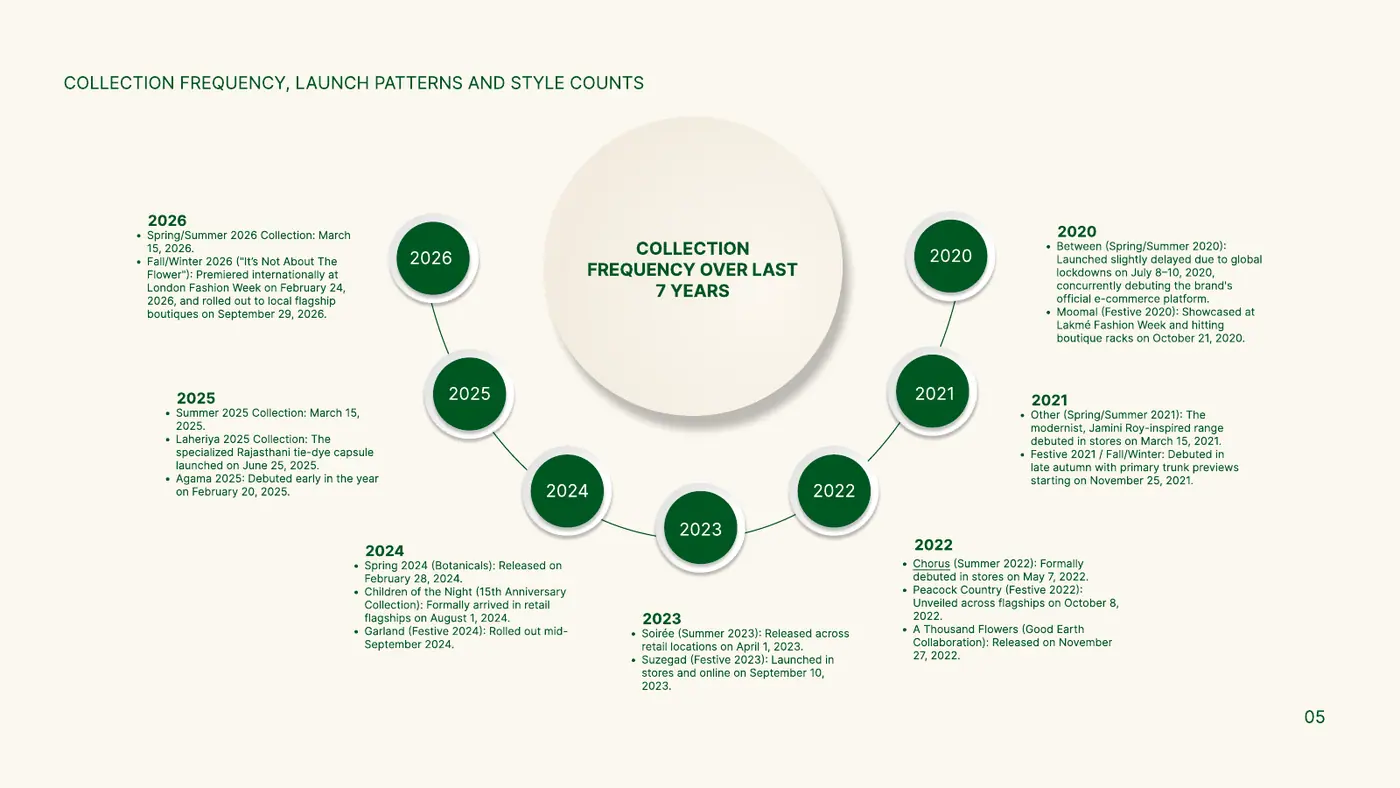 COLLECTION FREQUENCY, LAUNCH PATTERNS AND STYLE COUNTS
COLLECTION
FREQUENCY OVER LAST
7 YEARS
2020
2020
• Between (Spring/Summer 2020):
Launched slightly delayed due to global
lockdowns on July 8–10, 2020,
concurrently debuting the brand's
official e-commerce platform.
• Moomal (Festive 2020): Showcased at
Lakmé Fashion Week and hitting
boutique racks on October 21, 2020.
2021
2021
• Other (Spring/Summer 2021): The
modernist, Jamini Roy-inspired range
debuted in stores on March 15, 2021.
• Festive 2021 / Fall/Winter: Debuted in
late autumn with primary trunk previews
starting on November 25, 2021.
2022
2022
• Chorus (Summer 2022): Formally
debuted in stores on May 7, 2022.
• Peacock Country (Festive 2022):
Unveiled across flagships on October 8,
2022.
• A Thousand Flowers (Good Earth
Collaboration): Released on November
27, 2022.
2023
2023
• Soirée (Summer 2023): Released across
retail locations on April 1, 2023.
• Suzegad (Festive 2023): Launched in
stores and online on September 10,
2023.
2024
2024
• Spring 2024 (Botanicals): Released on
February 28, 2024.
• Children of the Night (15th Anniversary
Collection): Formally arrived in retail
flagships on August 1, 2024.
• Garland (Festive 2024): Rolled out mid-
September 2024.
2025
2025
• Summer 2025 Collection: March 15,
2025.
• Laheriya 2025 Collection: The
specialized Rajasthani tie-dye capsule
launched on June 25, 2025.
• Agama 2025: Debuted early in the year
on February 20, 2025.
2026
2026
• Spring/Summer 2026 Collection: March
15, 2026.
• Fall/Winter 2026 ("It's Not About The
Flower"): Premiered internationally at
London Fashion Week on February 24,
2026, and rolled out to local flagship
boutiques on September 29, 2026.
05